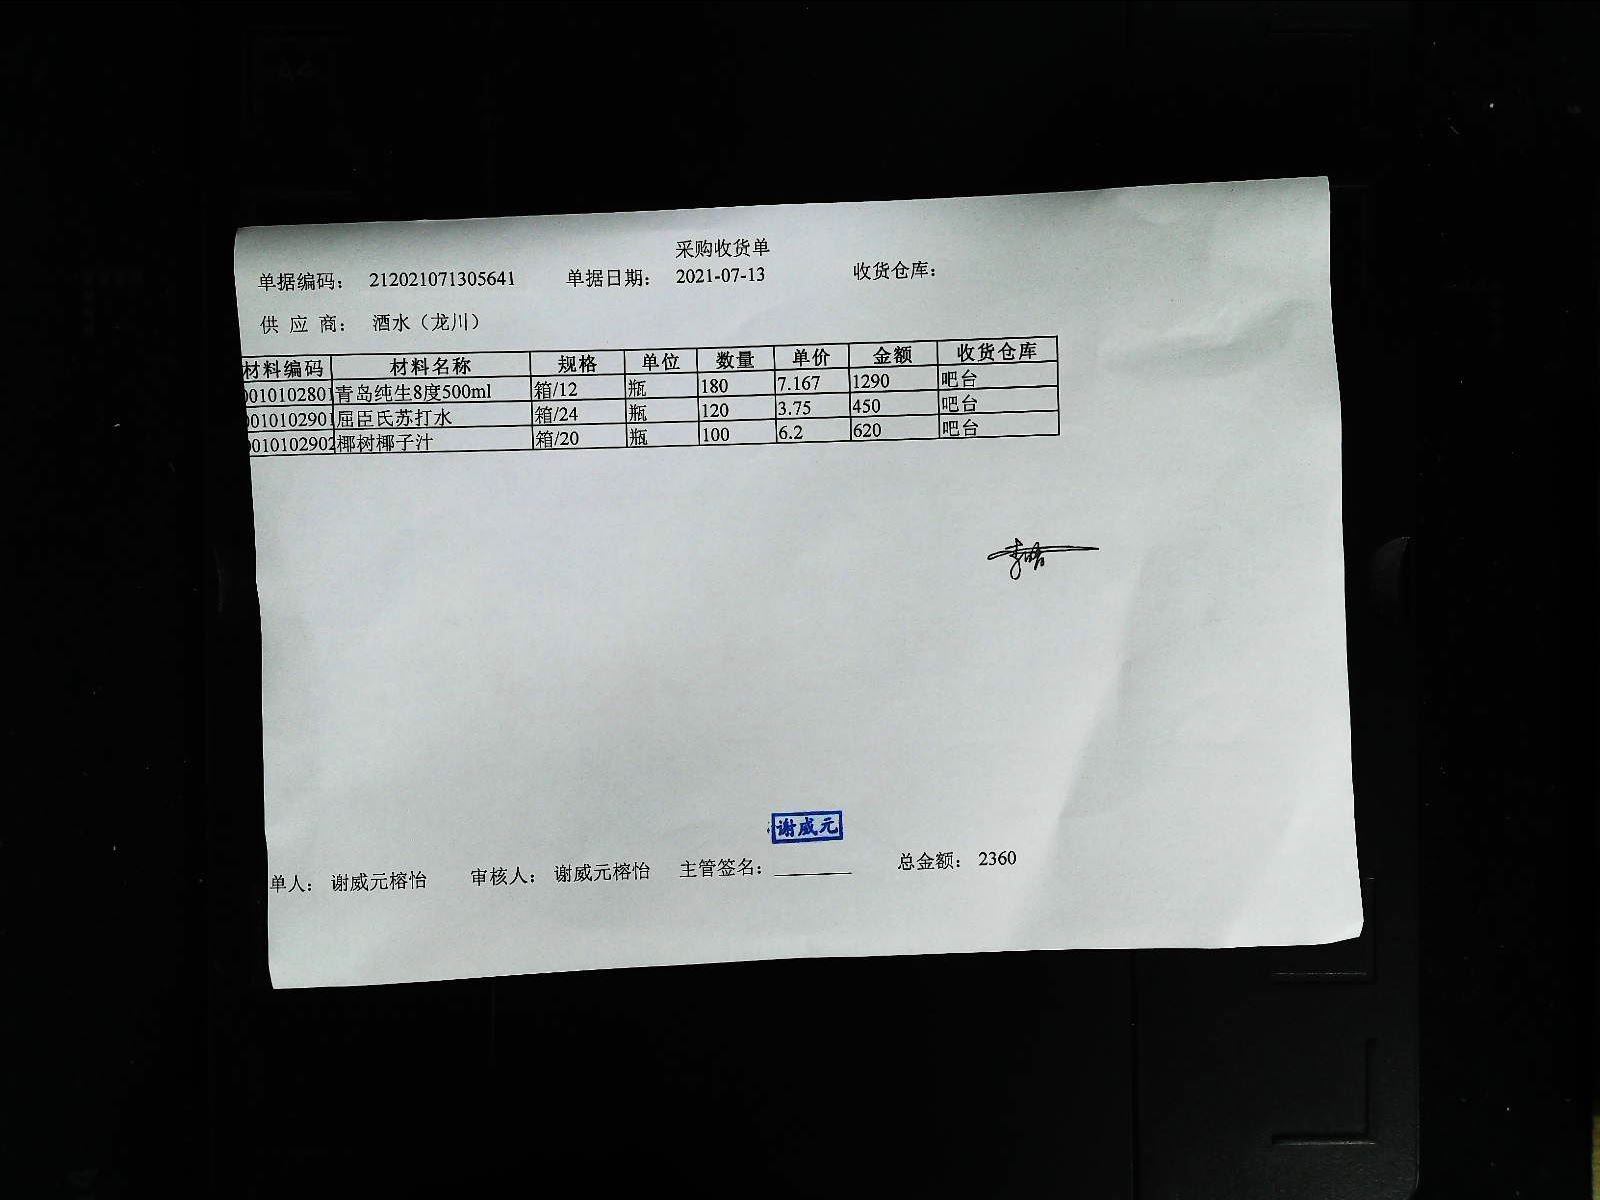 采购收货单
单据编码： 212021071305641 单据日期： 2021-07-13 收货仓库：
供 应 商： 酒水（龙川）
材料编码 材料名称 规格 单位 数量 单价 金额 收货仓库
0010102801 青岛纯生8度500ml 箱/12 瓶 180 7.167 1290 吧台
0010102901 屈臣氏苏打水 箱/24 瓶 120 3.75 450 吧台
0010102902 椰树椰子汁 箱/20 瓶 100 6.2 620 吧台
谢威元
单人： 谢威元榕怡 审核人： 谢威元榕怡 主管签名： 总金额： 2360